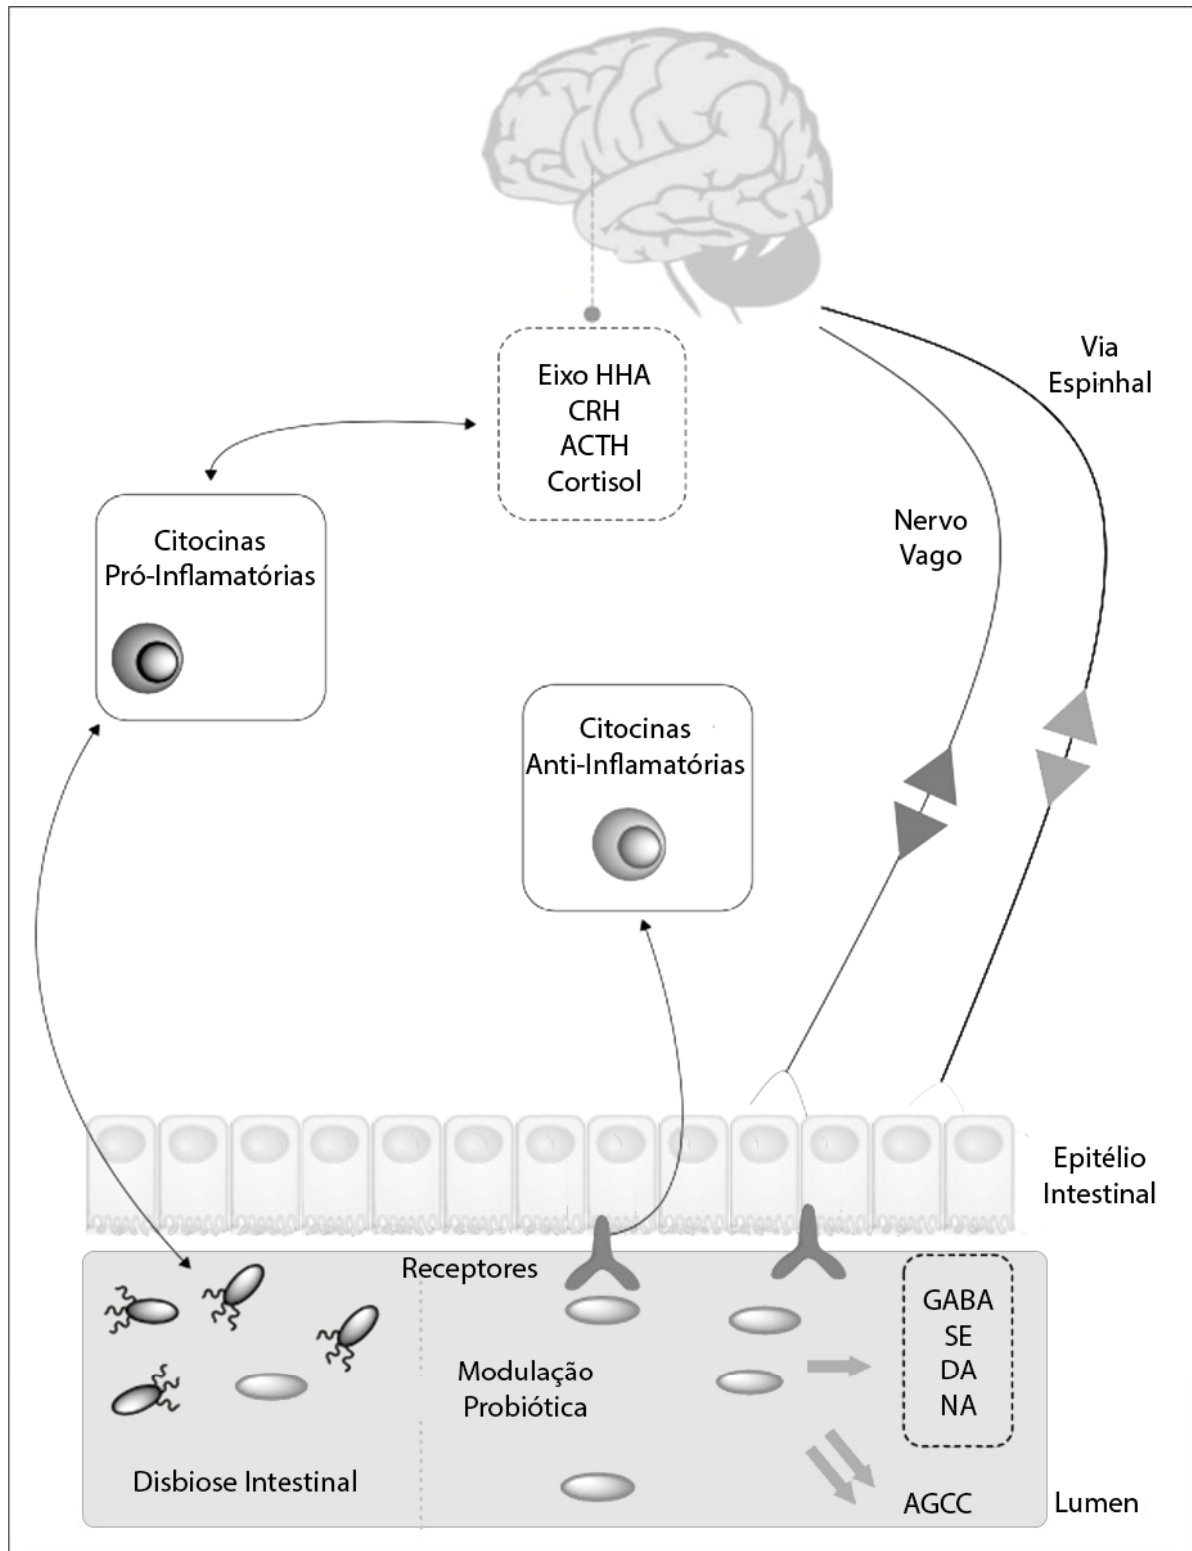 Via
Espinhal
Eixo HHA
CRH
ACTH
Cortisol
Nervo
Vago
Citocinas
Pró-Inflamatórias
Citocinas
Anti-Inflamatórias
Epitélio
Intestinal
Receptores
GABA
SE
DA
NA
Modulação
Probiótica
Disbiose Intestinal
AGCC
Lumen